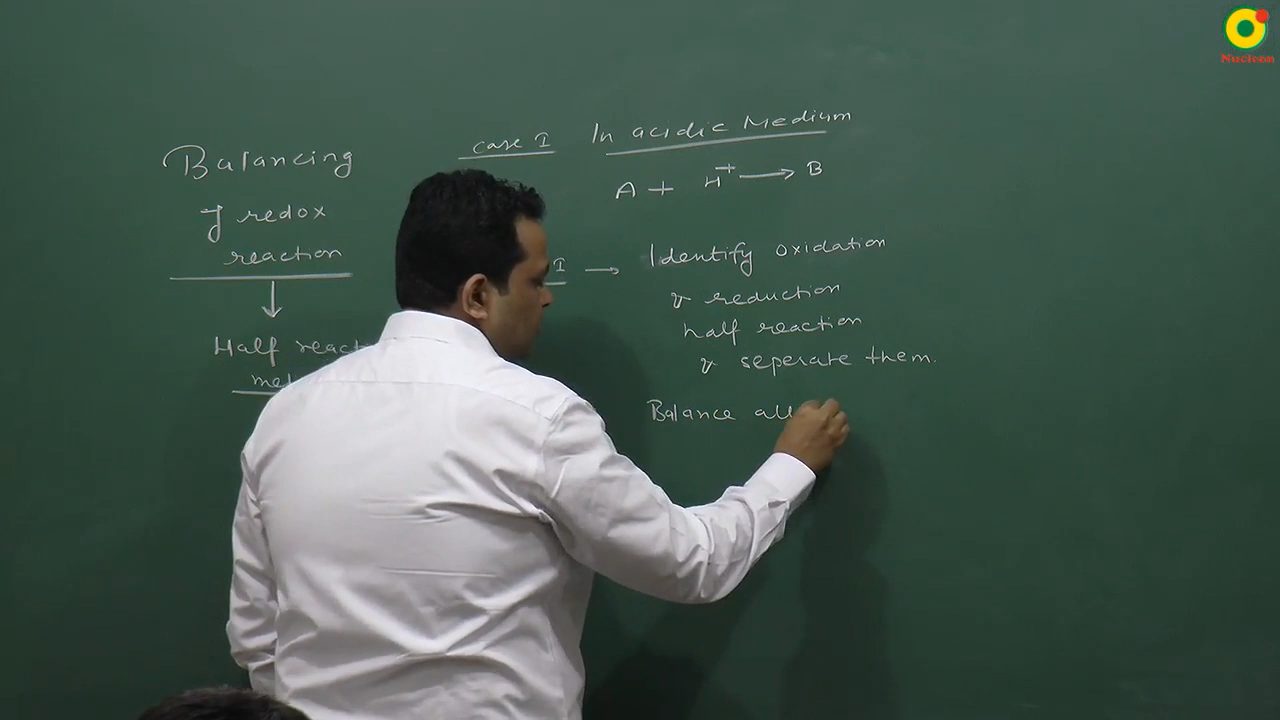 Balancing
of redox
reaction
Half react
me
Case I In acidic Medium
A + H+ → B
I → Identify oxidation
& reduction
half reaction
& seperate them.
Balance all
Nucleon